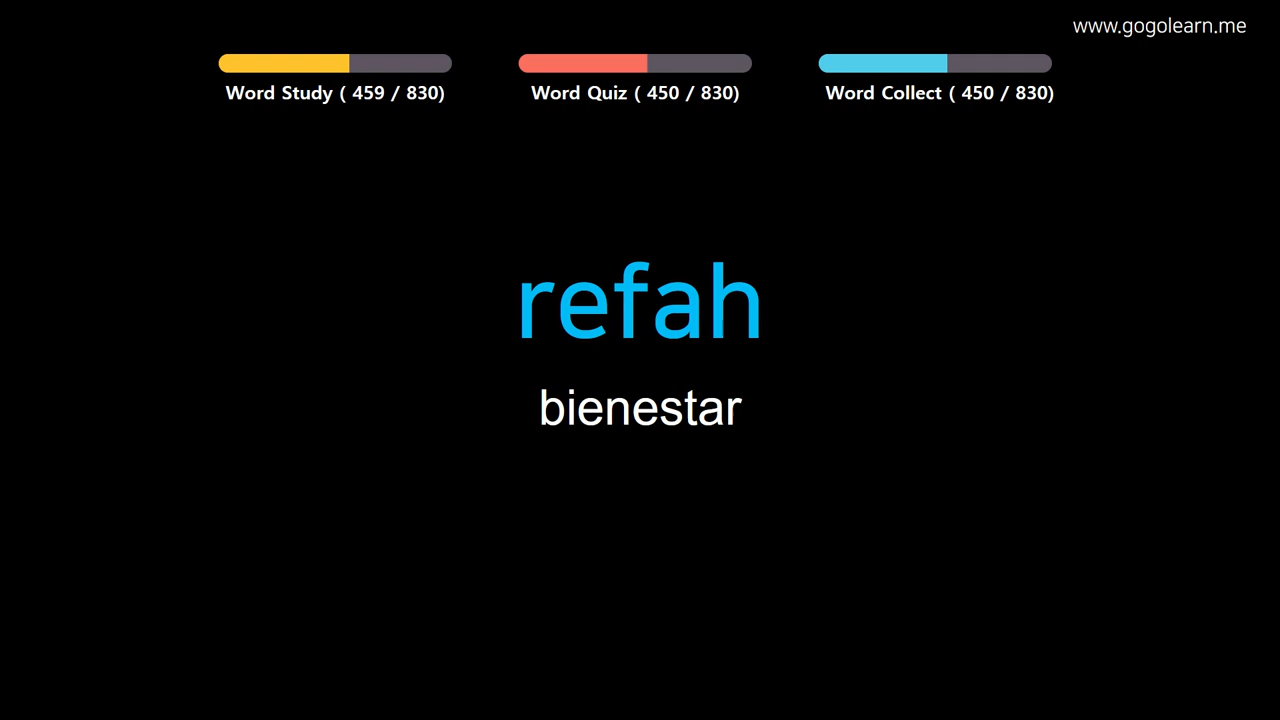 www.gogolearn.me
Word Study ( 459 / 830)
Word Quiz ( 450 / 830)
Word Collect ( 450 / 830)
refah
bienestar